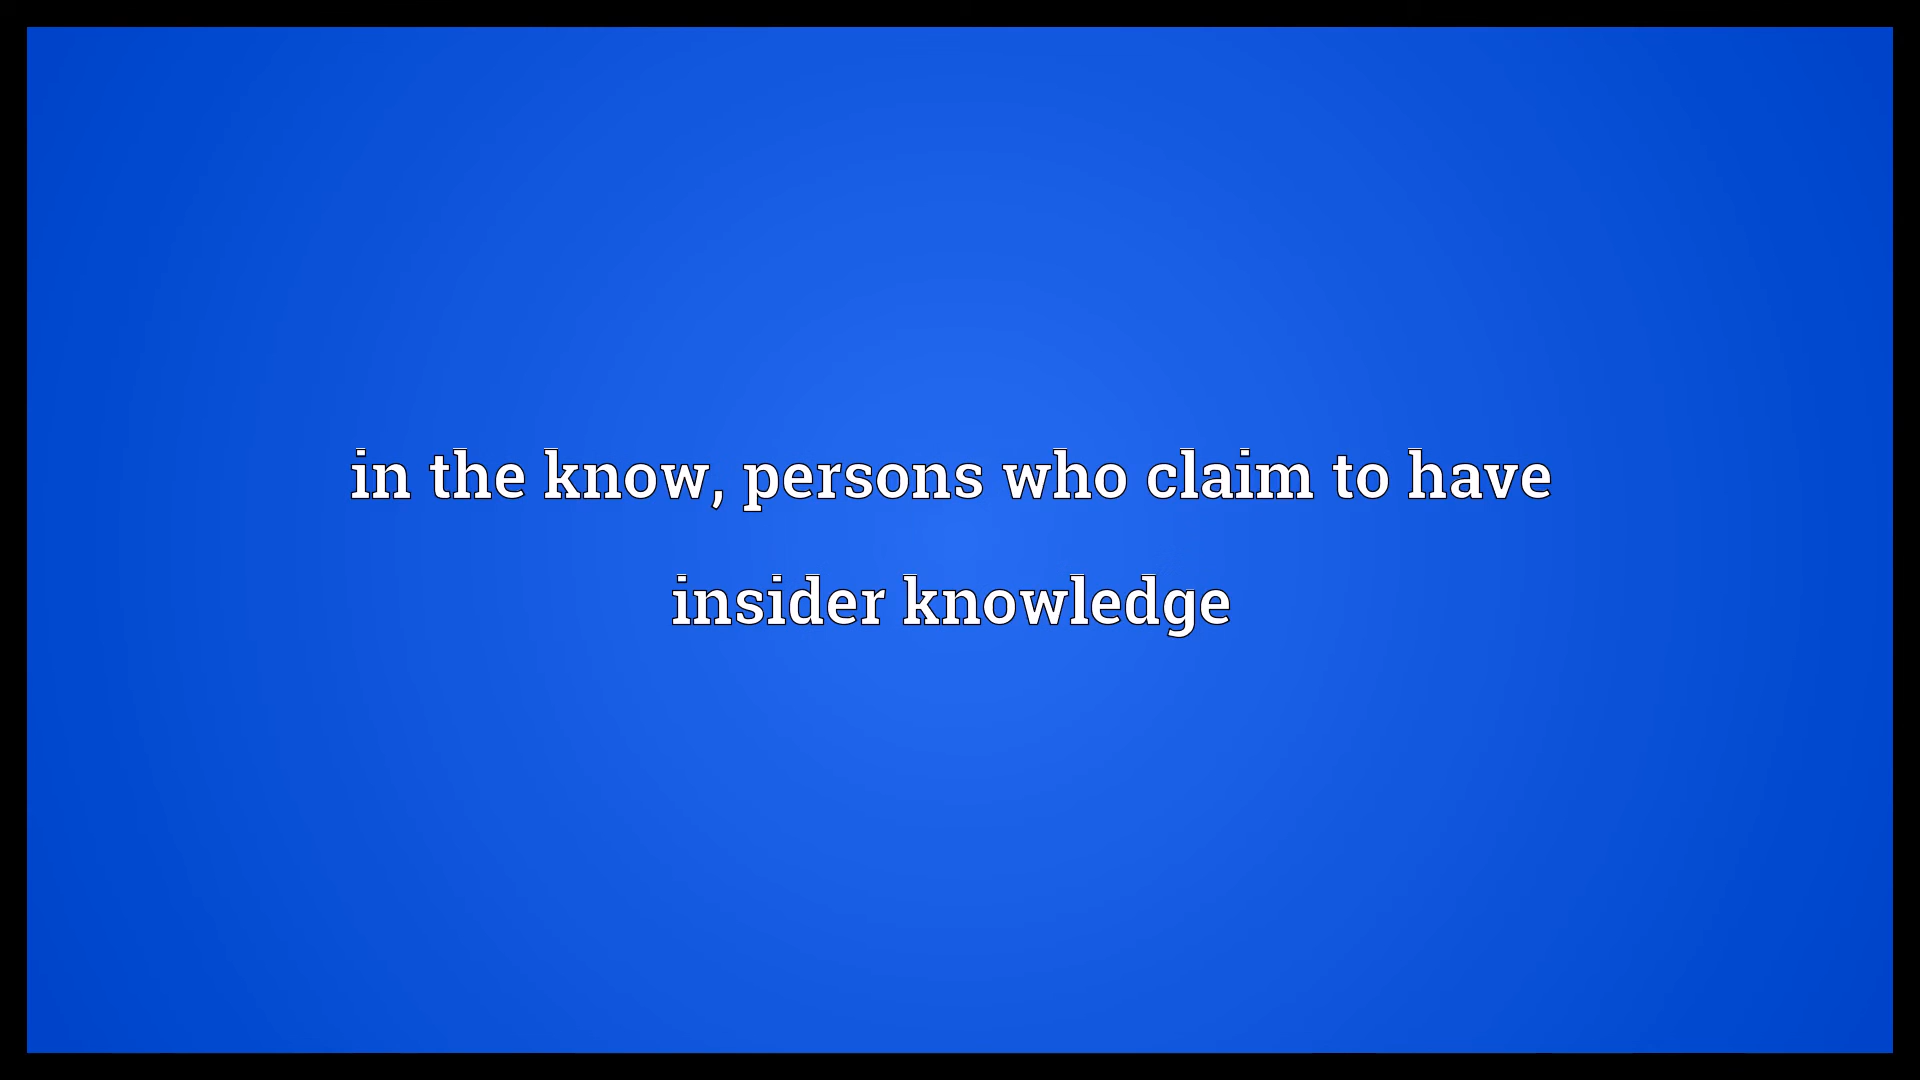 in the know, persons who claim to have
insider knowledge